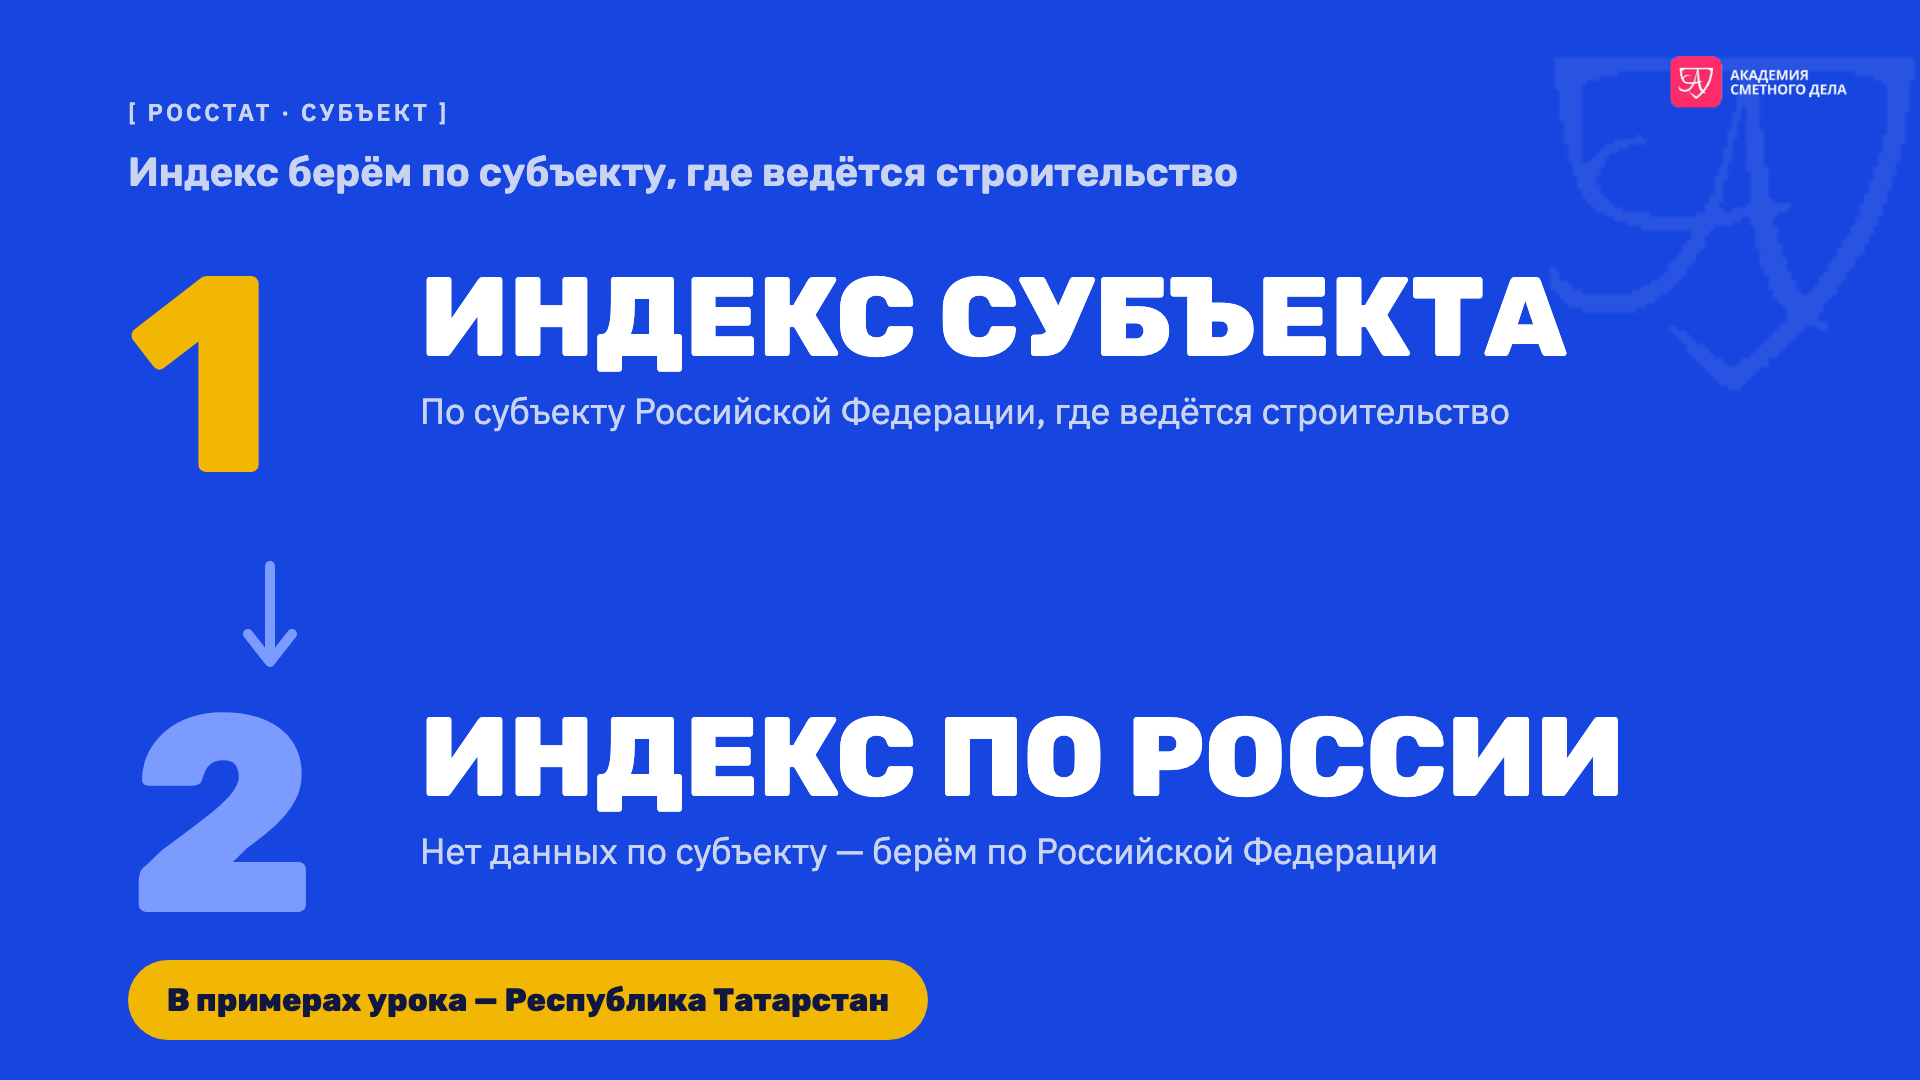 [ РОССТАТ · СУБЪЕКТ ]
АКАДЕМИЯ
СМЕТНОГО ДЕЛА
Индекс берём по субъекту, где ведётся строительство
1
ИНДЕКС СУБЪЕКТА
По субъекту Российской Федерации, где ведётся строительство
2
ИНДЕКС ПО РОССИИ
Нет данных по субъекту — берём по Российской Федерации
В примерах урока — Республика Татарстан